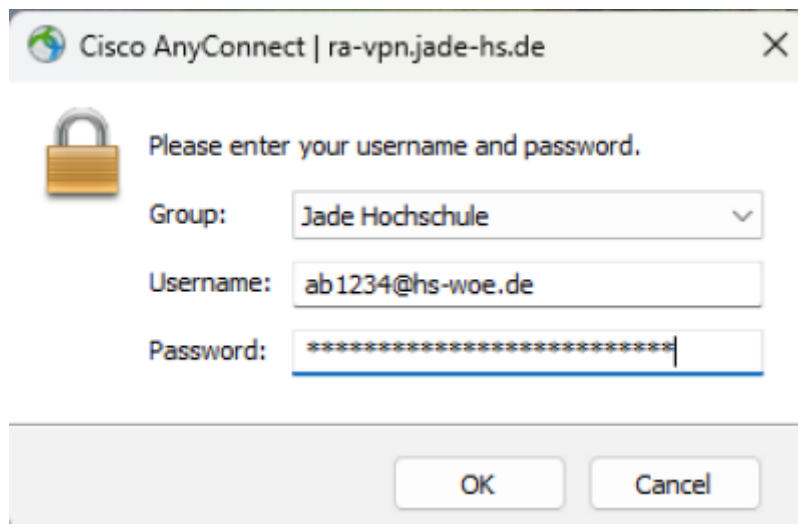 Cisco AnyConnect | ra-vpn.jade-hs.de
Please enter your username and password.
Group: Jade Hochschule
Username: ab1234@hs-woe.de
Password: **************************
OK Cancel